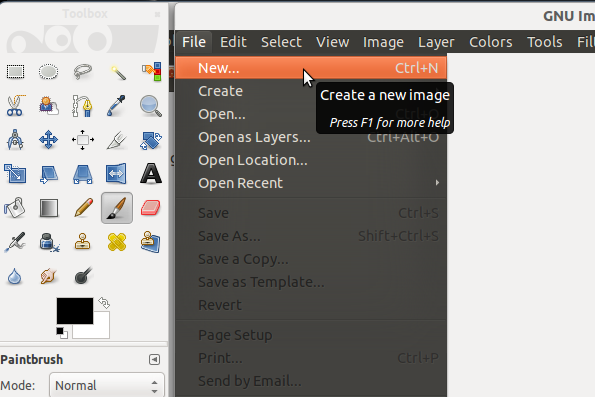 Toolbox
GNU Im
File Edit Select View Image Layer Colors Tools Filt
New... Ctrl+N
Create
Create a new image
Open...
Press F1 for more help
Open as Layers... Ctrl+Alt+O
Open Location...
Open Recent
Save Ctrl+S
Save As... Shift+Ctrl+S
Save a Copy...
Save as Template...
Revert
Page Setup
Print... Ctrl+P
Send by Email...
Paintbrush
Mode: Normal